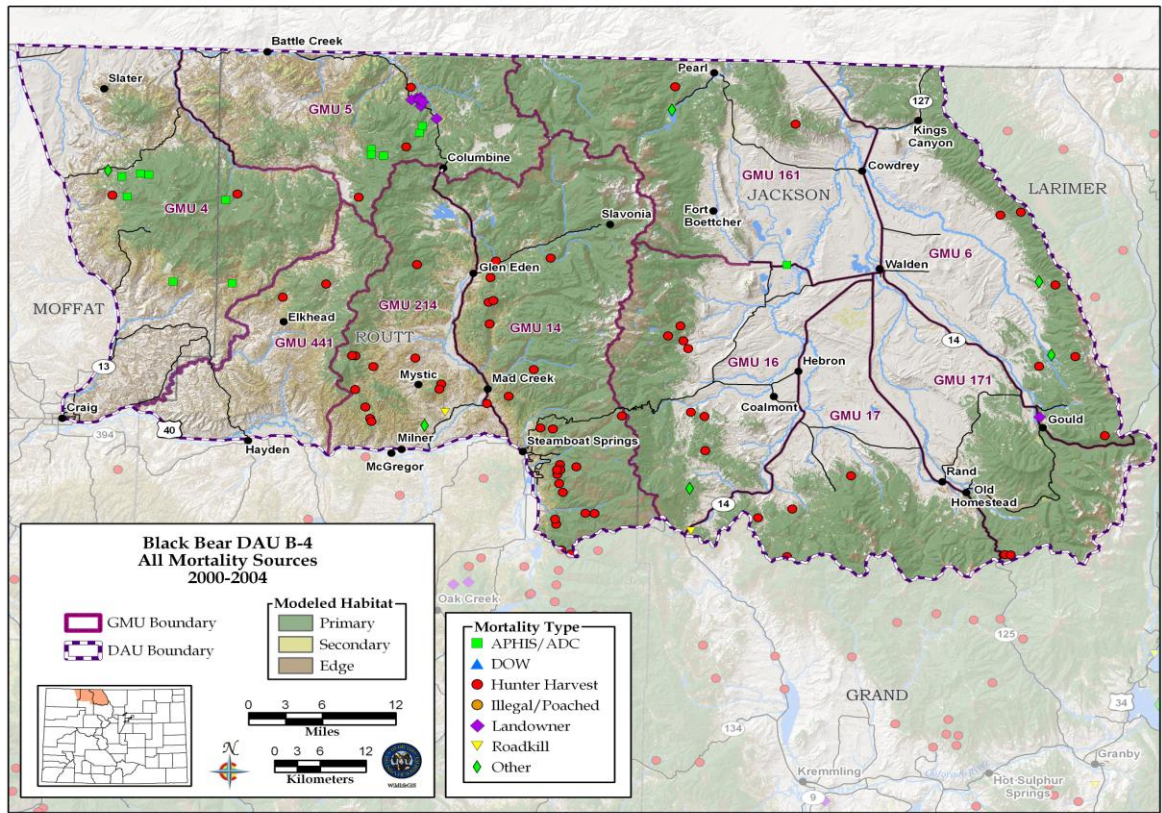 Battle Creek
Slater
Pearl
127
GMU 5
Kings
Canyon
Columbine
Cowdrey
GMU 161
JACKSON
LARIMER
GMU 4
Fort
Boettcher
Slavonia
Glen Eden
Walden
GMU 6
MOFFAT
GMU 214
Elkhead
ROUTT
GMU 14
GMU 441
14
13
GMU 16
Hebron
Mystic
Mad Creek
GMU 171
Coalmont
GMU 17
Craig
Gould
394
40
Hayden
Milner
McGregor
Steamboat Springs
Rand
Old
Homestead
14
Black Bear DAU B-4
All Mortality Sources
2000-2004
GMU Boundary
DAU Boundary
Modeled Habitat
Primary
Secondary
Edge
0 3 6 12
Miles
N
0 3 6 12
Kilometers
Oak Creek
Mortality Type
APHIS/ADC
DOW
Hunter Harvest
Illegal/Poached
Landowner
Roadkill
Other
125
GRAND
34
134
Granby
Kremmling
Hot Sulphur
Springs
9